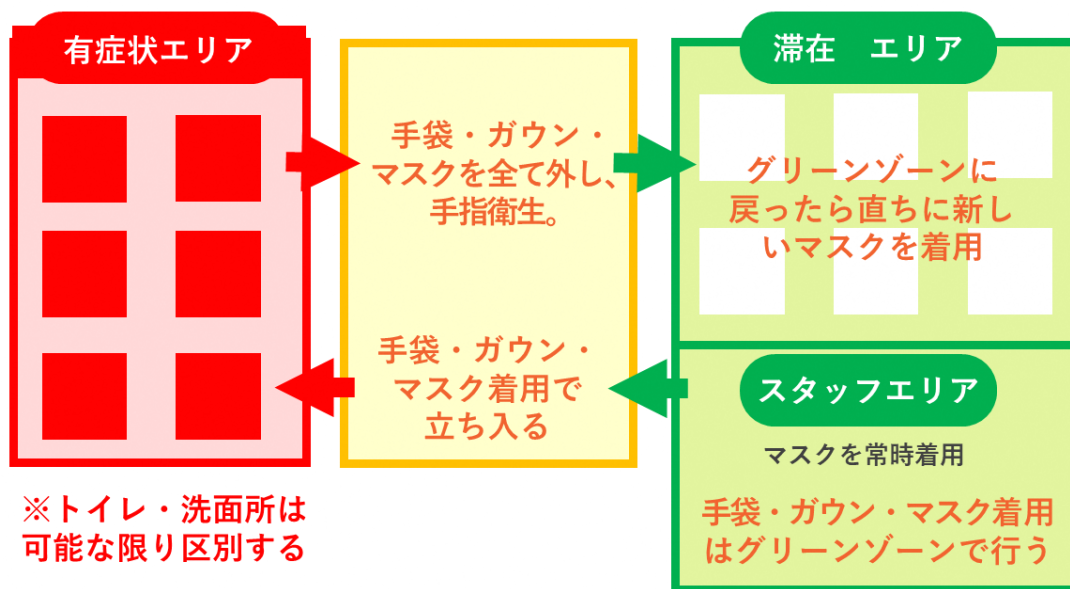 有症状エリア
手袋・ガウン・
マスクを全て外し、
手指衛生。
手袋・ガウン・
マスク着用で
立ち入る
滞在　エリア
グリーンゾーンに
戻ったら直ちに新し
いマスクを着用
スタッフエリア
マスクを常時着用
手袋・ガウン・マスク着用
はグリーンゾーンで行う
※トイレ・洗面所は
可能な限り区別する